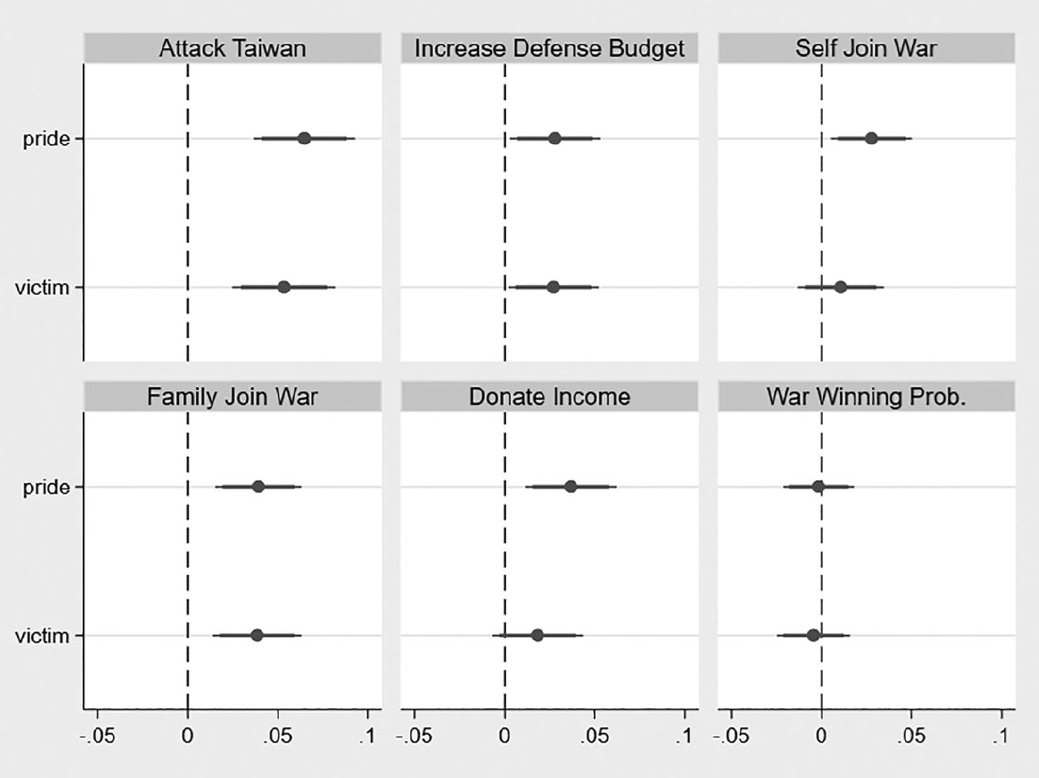 Attack Taiwan
Increase Defense Budget
Self Join War
pride
victim
Family Join War
Donate Income
War Winning Prob.
pride
victim
-.05 0 .05 .1
-.05 0 .05 .1
-.05 0 .05 .1